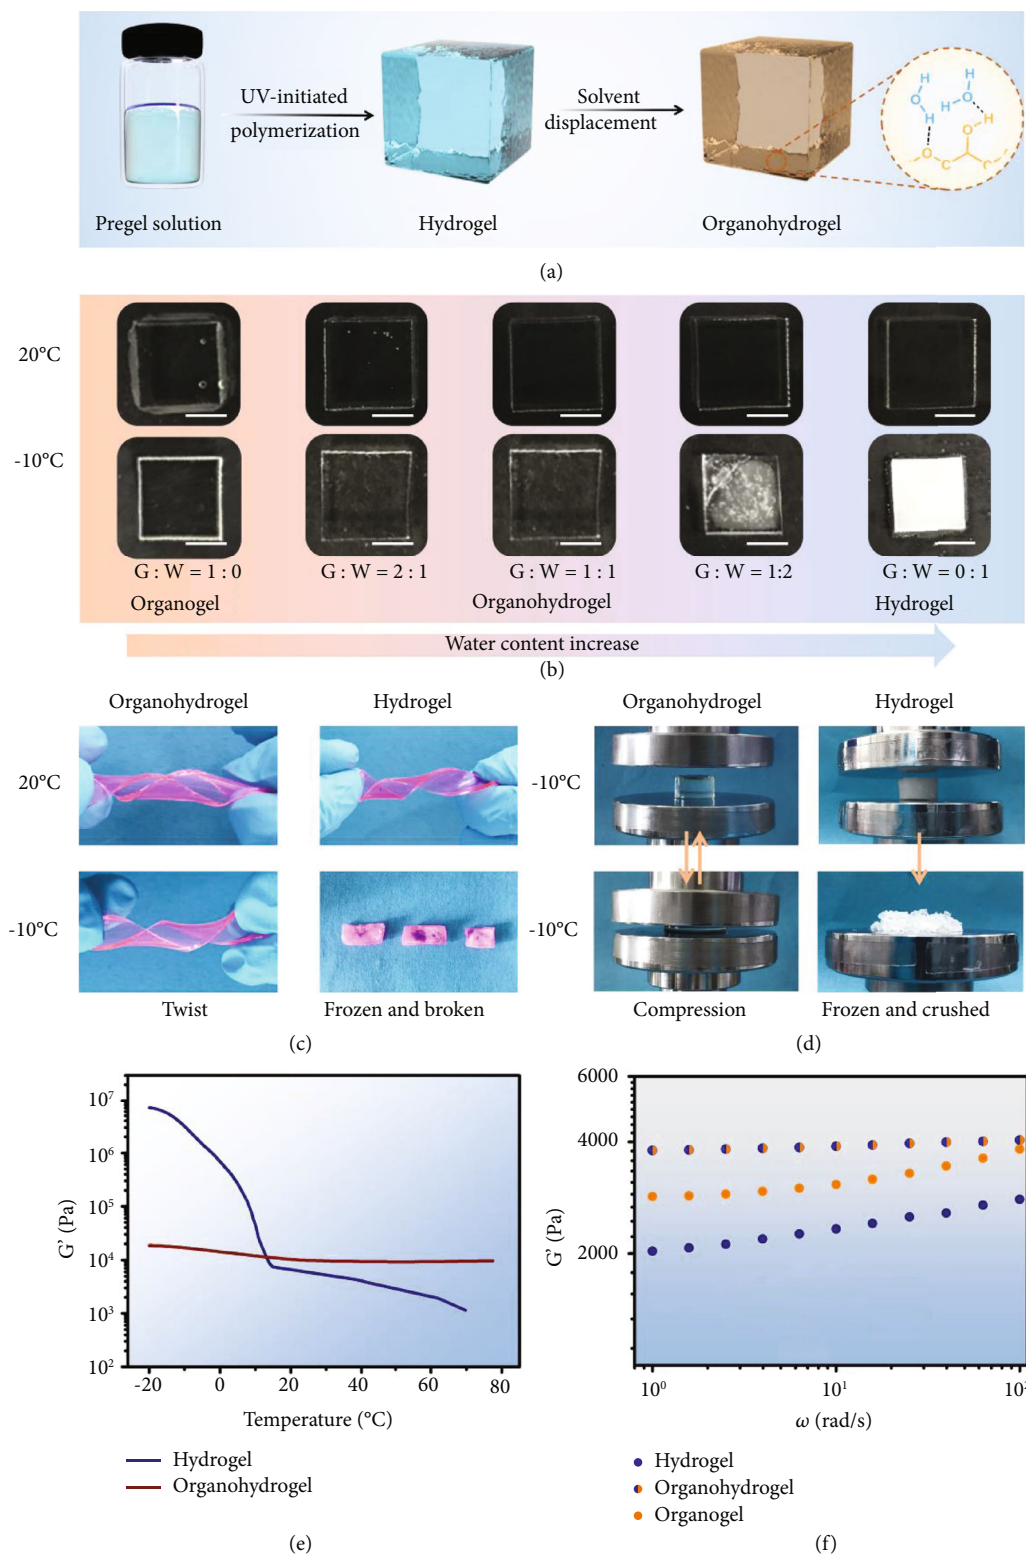 UV-initiated
polymerization
Solvent
displacement
H
O
H
H
O
H
O
H
O
C
C
Pregel solution
Hydrogel
Organohydrogel
(a)
20°C
-10°C
G : W = 1 : 0
G : W = 2 : 1
G : W = 1 : 1
G : W = 1:2
G : W = 0 : 1
Organogel
Organohydrogel
Hydrogel
Water content increase
(b)
Organohydrogel
Hydrogel
20°C
-10°C
Twist
Frozen and broken
(c)
Organohydrogel
Hydrogel
-10°C
-10°C
Compression
Frozen and crushed
(d)
G' (Pa)
10⁷
10⁶
10⁵
10⁴
10³
10²
-20
0
20
40
60
80
Temperature (°C)
Hydrogel
Organohydrogel
(e)
G' (Pa)
6000
4000
2000
10⁰
10¹
10²
ω (rad/s)
Hydrogel
Organohydrogel
Organogel
(f)